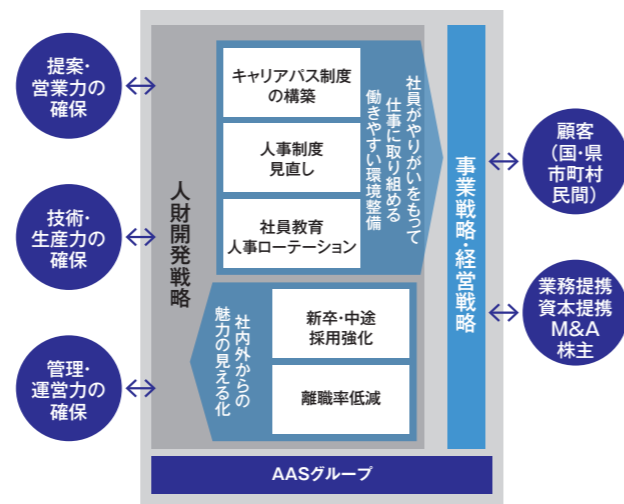 提案・
営業力の
確保
技術・
生産力の
確保
管理・
運営力の
確保
人財開発戦略
キャリアパス制度
の構築
人事制度
見直し
社員教育
人事ローテーション
社員がやりがいをもって
仕事に取り組める
働きやすい環境整備
社内外からの
魅力の見える化
新卒・中途
採用強化
離職率低減
事業戦略・経営戦略
顧客
（国・県
市町村
民間）
業務提携
資本提携
M&A
株主
AASグループ